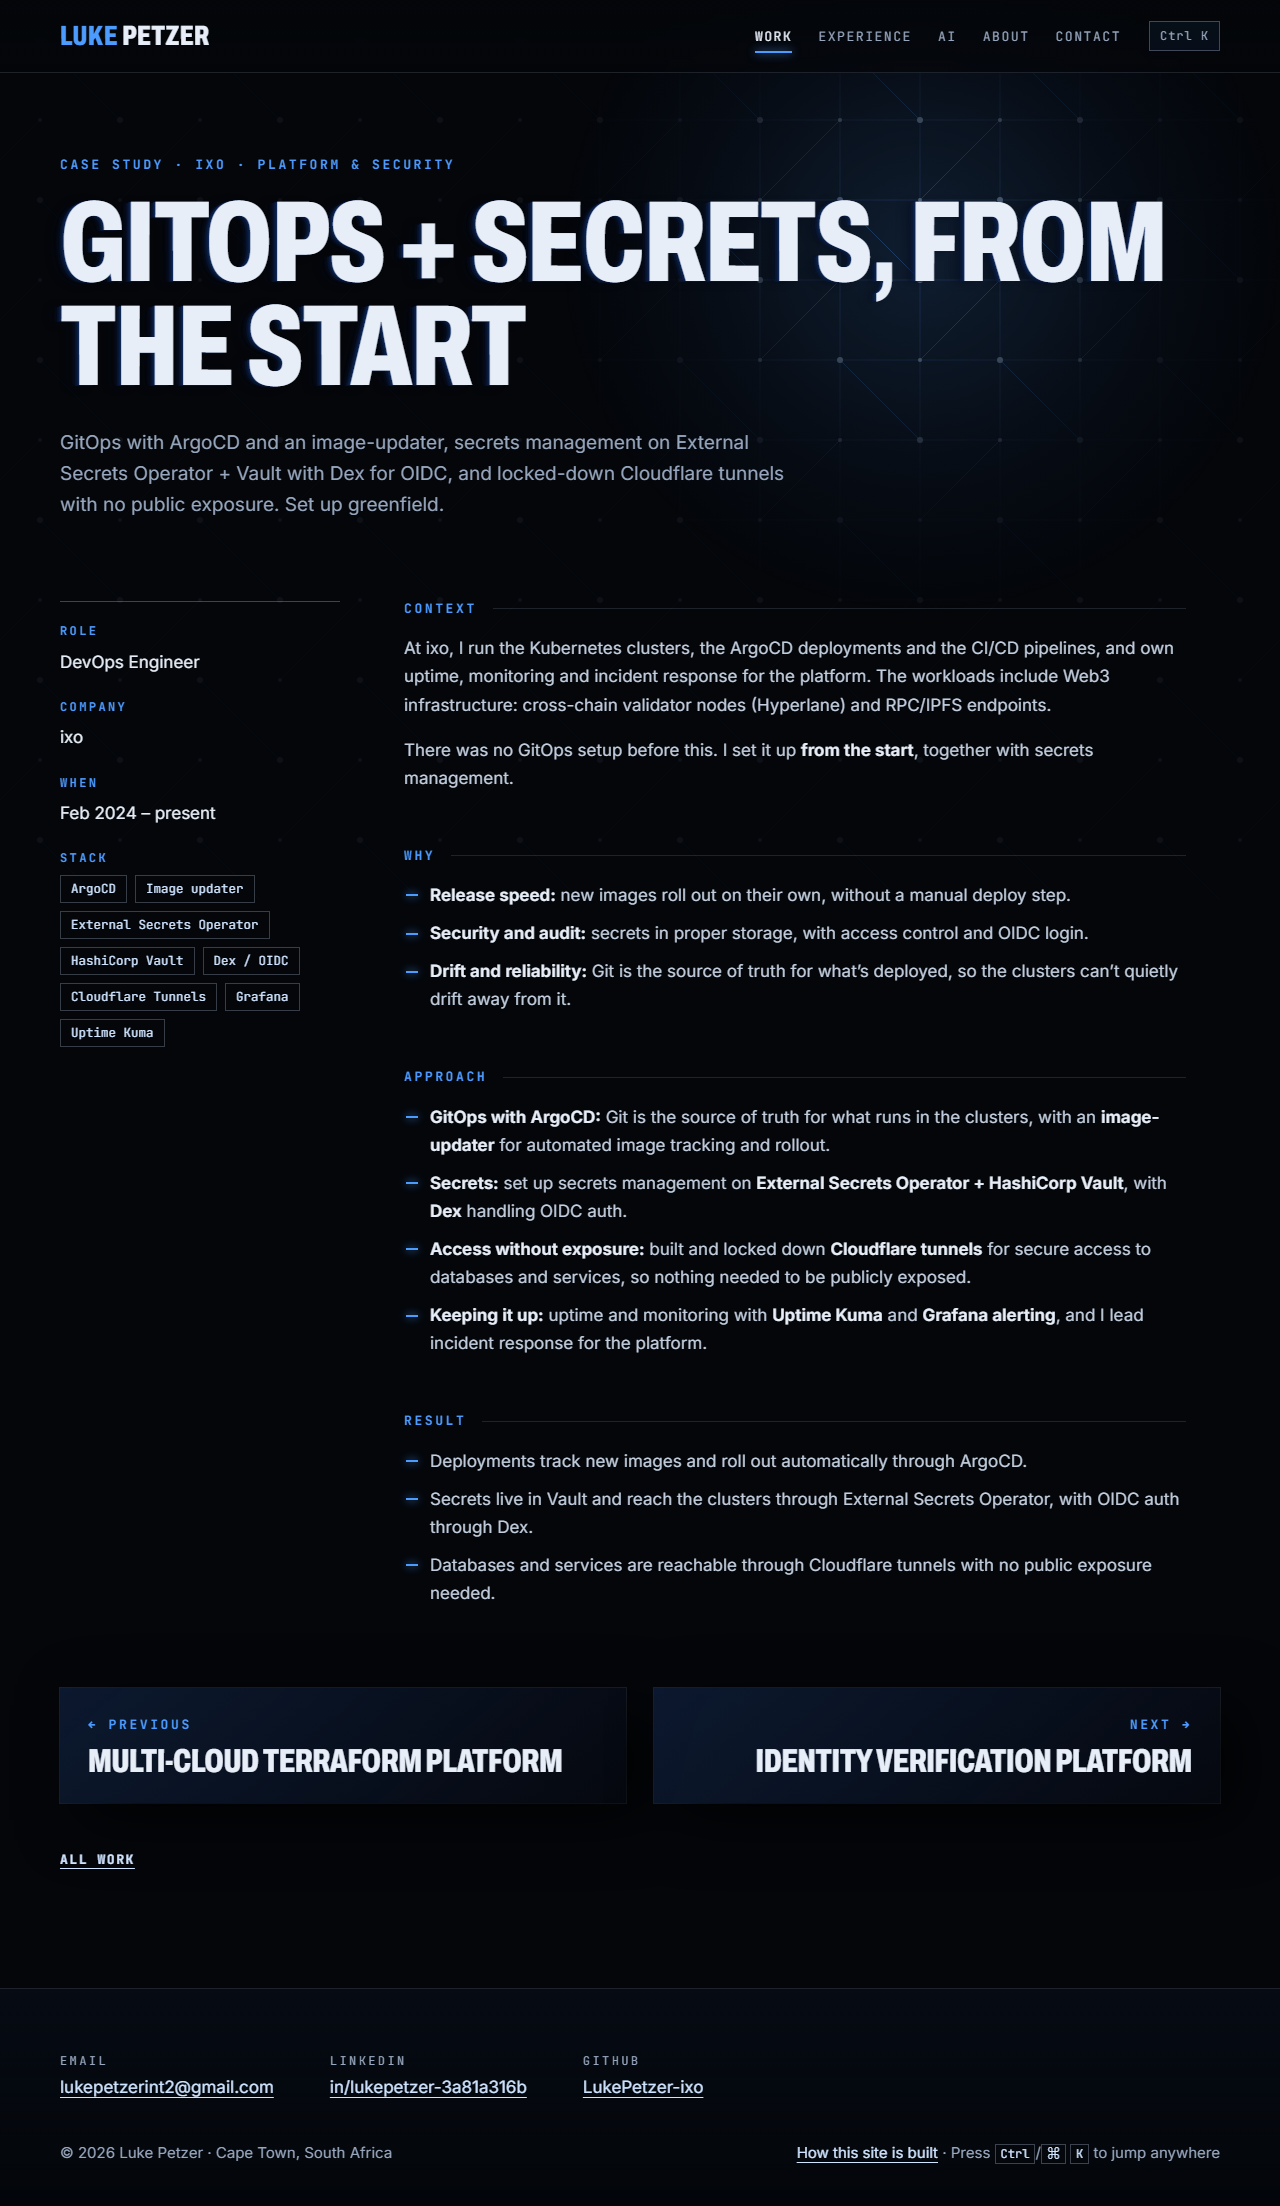 LUKE PETZER
WORK EXPERIENCE AI ABOUT CONTACT Ctrl K
CASE STUDY · IXO · PLATFORM & SECURITY
GITOPS + SECRETS, FROM
THE START
GitOps with ArgoCD and an image-updater, secrets management on External
Secrets Operator + Vault with Dex for OIDC, and locked-down Cloudflare tunnels
with no public exposure. Set up greenfield.
ROLE
DevOps Engineer
COMPANY
ixo
WHEN
Feb 2024 – present
STACK
ArgoCD Image updater
External Secrets Operator
HashiCorp Vault Dex / OIDC
Cloudflare Tunnels Grafana
Uptime Kuma
CONTEXT
At ixo, I run the Kubernetes clusters, the ArgoCD deployments and the CI/CD pipelines, and own
uptime, monitoring and incident response for the platform. The workloads include Web3
infrastructure: cross-chain validator nodes (Hyperlane) and RPC/IPFS endpoints.
There was no GitOps setup before this. I set it up from the start, together with secrets
management.
WHY
Release speed: new images roll out on their own, without a manual deploy step.
Security and audit: secrets in proper storage, with access control and OIDC login.
Drift and reliability: Git is the source of truth for what's deployed, so the clusters can't quietly
drift away from it.
APPROACH
GitOps with ArgoCD: Git is the source of truth for what runs in the clusters, with an image-
updater for automated image tracking and rollout.
Secrets: set up secrets management on External Secrets Operator + HashiCorp Vault, with
Dex handling OIDC auth.
Access without exposure: built and locked down Cloudflare tunnels for secure access to
databases and services, so nothing needed to be publicly exposed.
Keeping it up: uptime and monitoring with Uptime Kuma and Grafana alerting, and I lead
incident response for the platform.
RESULT
Deployments track new images and roll out automatically through ArgoCD.
Secrets live in Vault and reach the clusters through External Secrets Operator, with OIDC auth
through Dex.
Databases and services are reachable through Cloudflare tunnels with no public exposure
needed.
← PREVIOUS
MULTI-CLOUD TERRAFORM PLATFORM
NEXT →
IDENTITY VERIFICATION PLATFORM
ALL WORK
EMAIL
lukepetzerint2@gmail.com
LINKEDIN
in/lukepetzer-3a81a316b
GITHUB
LukePetzer-ixo
© 2026 Luke Petzer · Cape Town, South Africa
How this site is built · Press Ctrl/⌘ K to jump anywhere